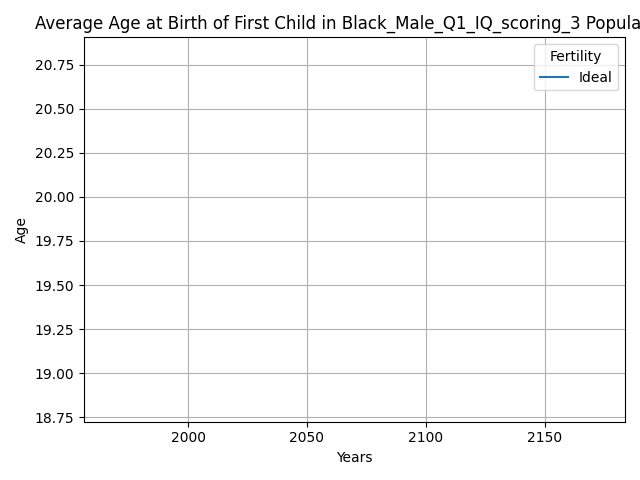 Average Age at Birth of First Child in Black_Male_Q1_IQ_scoring_3 Popula
Fertility
Ideal
20.75
20.50
20.25
20.00
19.75
19.50
19.25
19.00
18.75
Age
2000 2050 2100 2150
Years